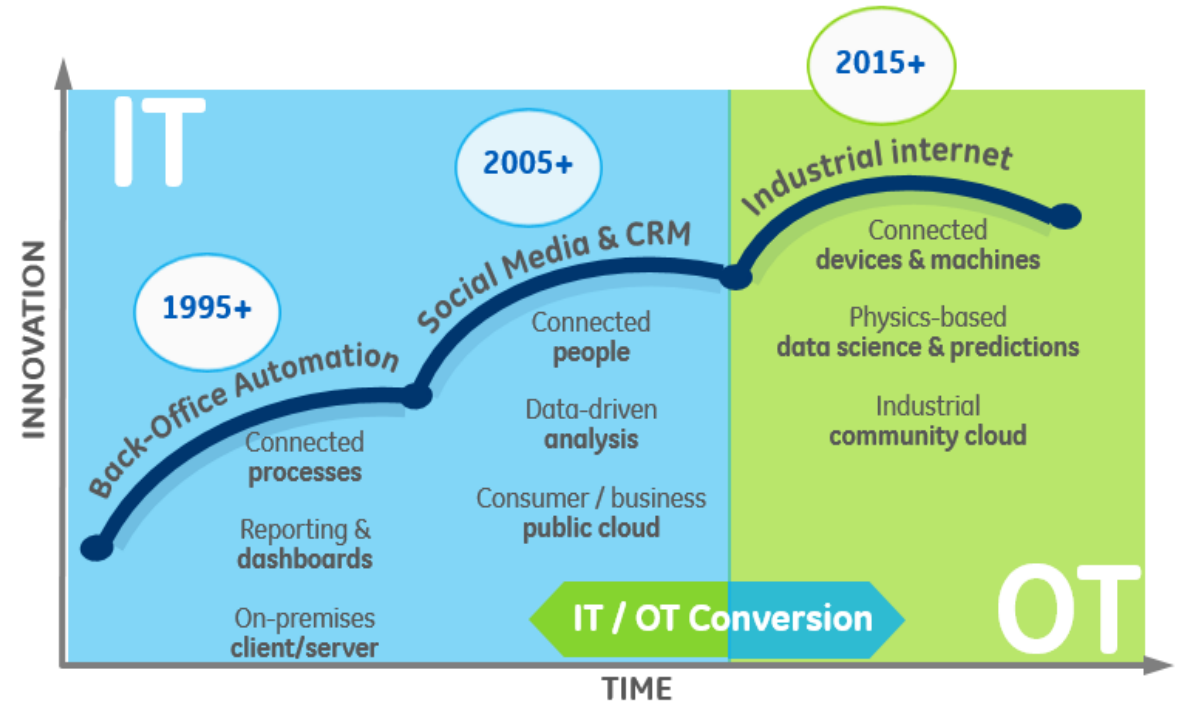 IT
INNOVATION
1995+
Back-Office Automation
Connected
processes
Reporting &
dashboards
On-premises
client/server
2005+
Social Media & CRM
Connected
people
Data-driven
analysis
Consumer / business
public cloud
2015+
Industrial internet
Connected
devices & machines
Physics-based
data science & predictions
Industrial
community cloud
IT / OT Conversion
OT
TIME